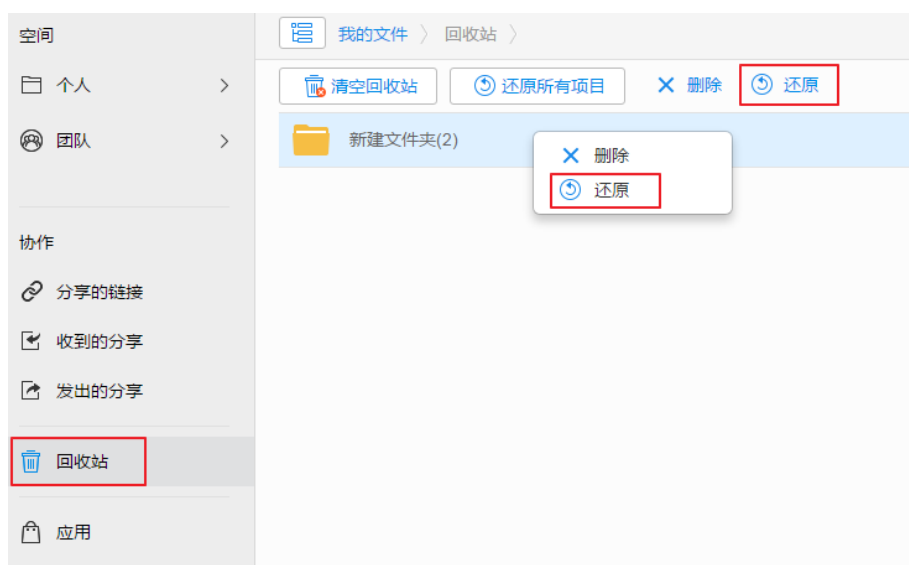 空间
个人
团队
协作
分享的链接
收到的分享
发出的分享
回收站
应用
我的文件 〉 回收站 〉
清空回收站 还原所有项目 删除 还原
新建文件夹(2)
删除
还原